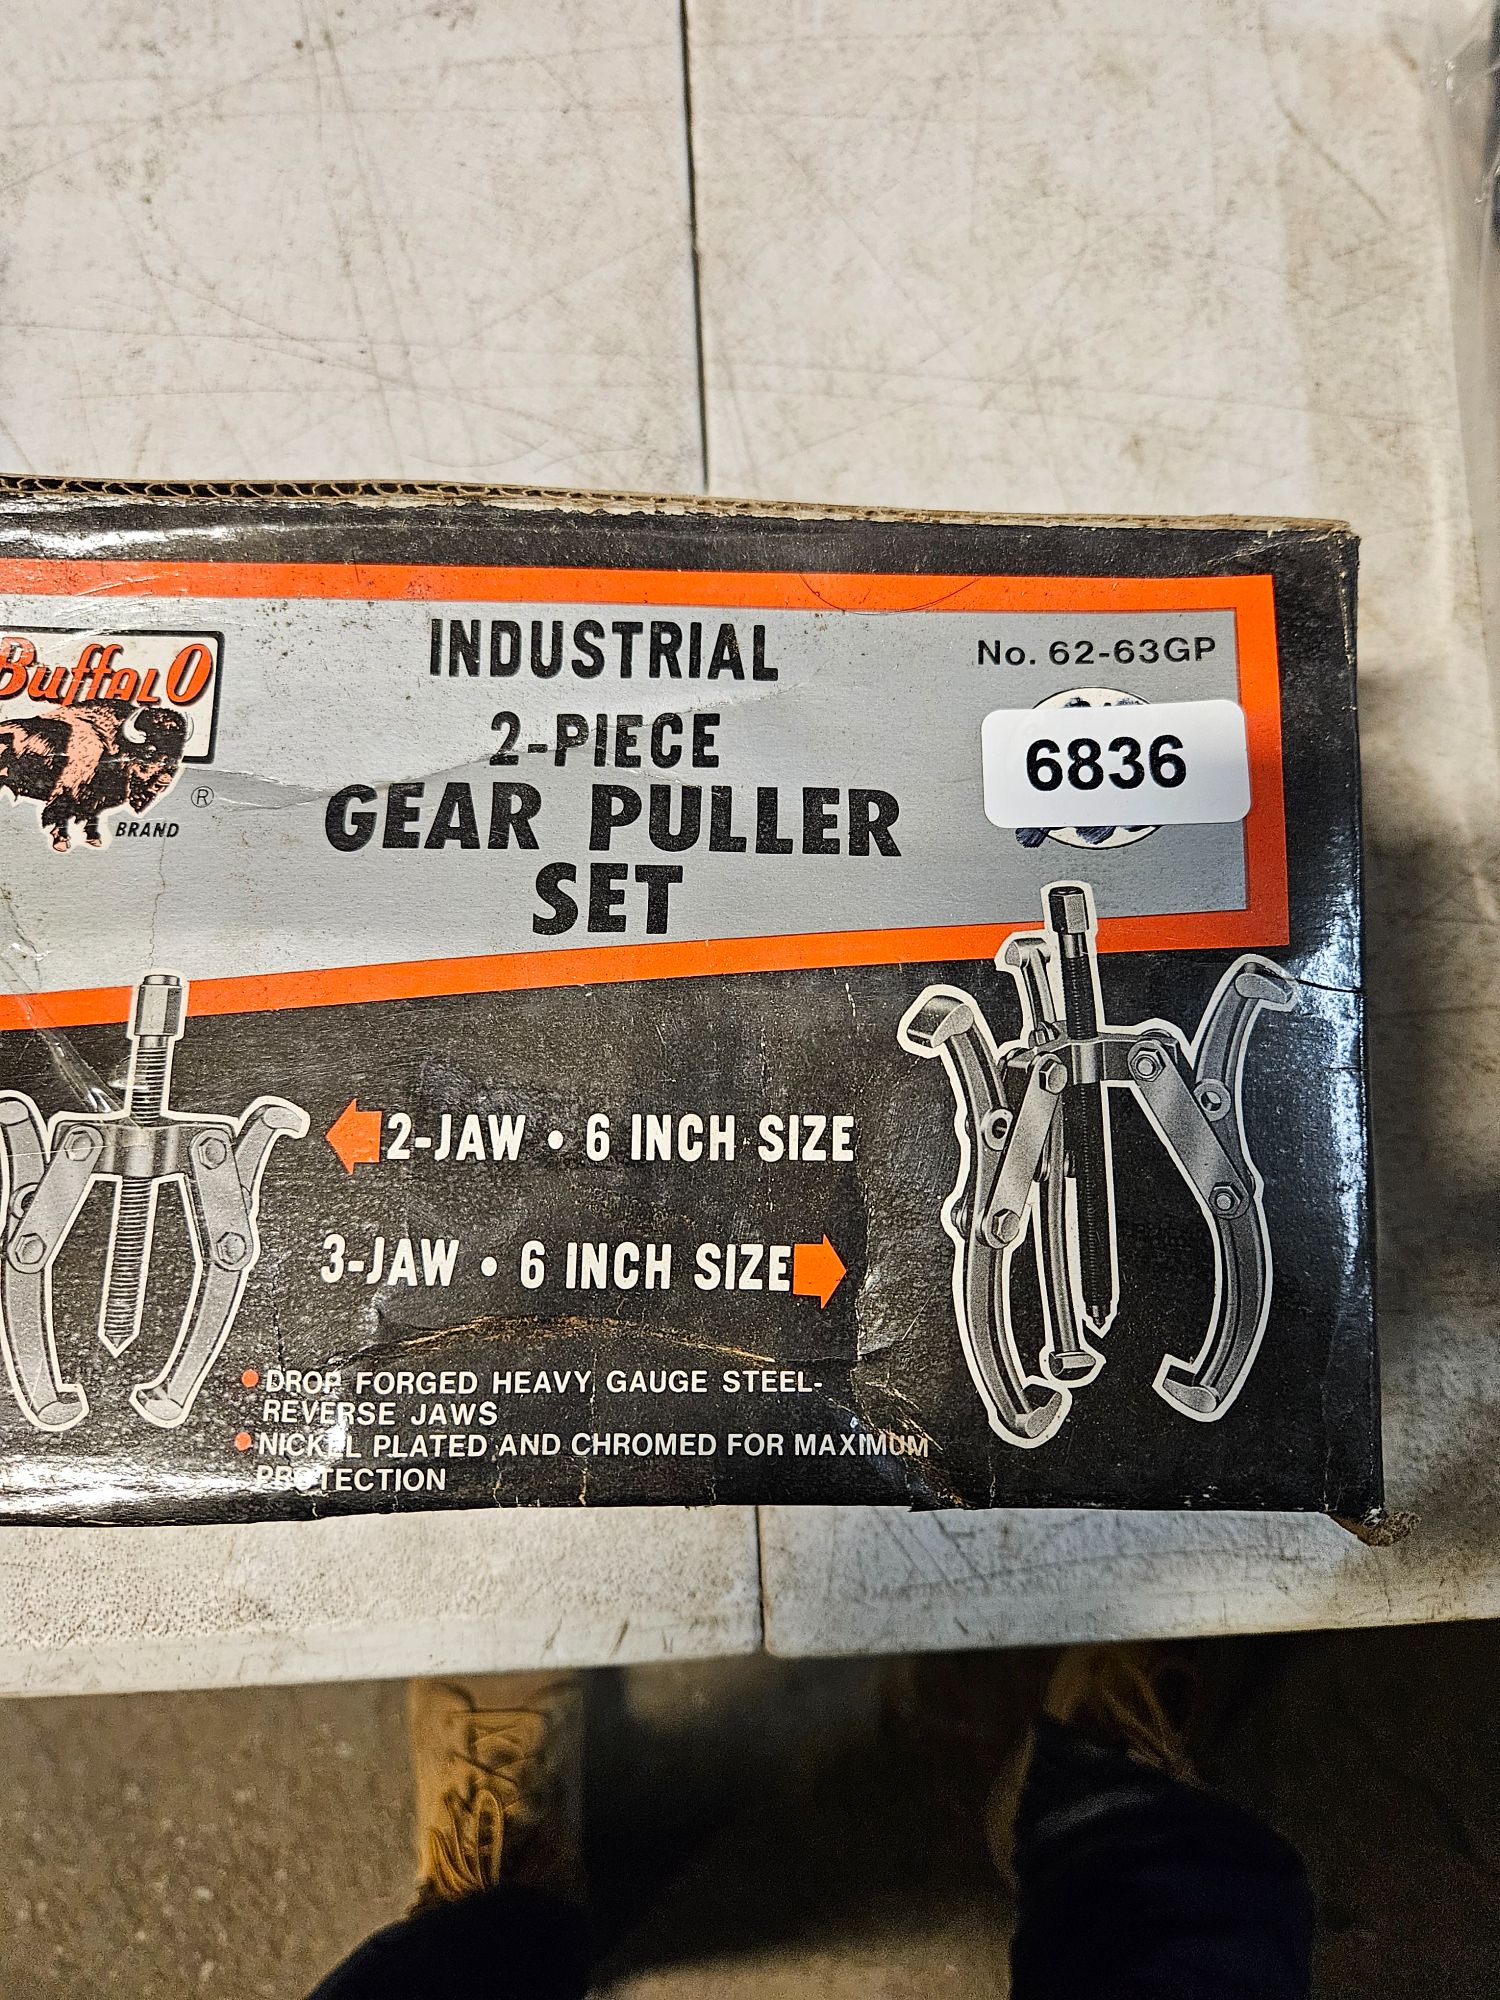 Buffalo
®
BRAND
INDUSTRIAL
2-PIECE
GEAR PULLER
SET
No. 62-63GP
6836
2-JAW • 6 INCH SIZE
3-JAW • 6 INCH SIZE
• DROP FORGED HEAVY GAUGE STEEL-
REVERSE JAWS
• NICKEL PLATED AND CHROMED FOR MAXIMUM
PROTECTION